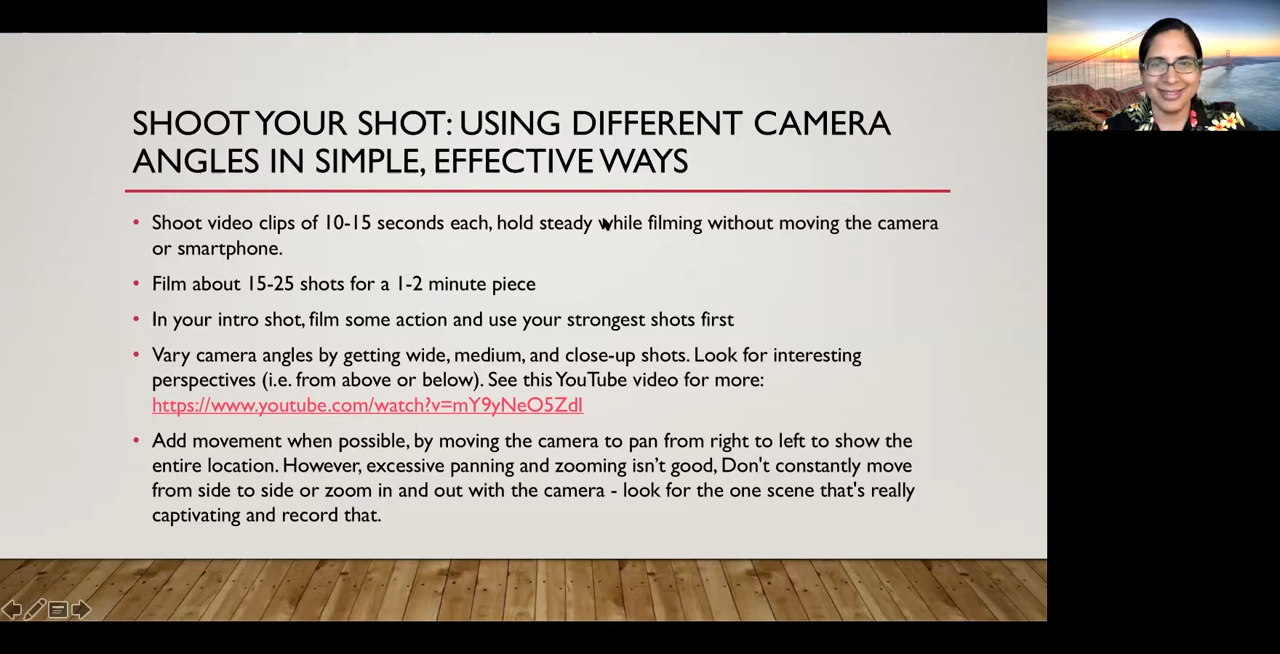 SHOOT YOUR SHOT: USING DIFFERENT CAMERA
ANGLES IN SIMPLE, EFFECTIVE WAYS
• Shoot video clips of 10-15 seconds each, hold steady while filming without moving the camera
or smartphone.
• Film about 15-25 shots for a 1-2 minute piece
• In your intro shot, film some action and use your strongest shots first
• Vary camera angles by getting wide, medium, and close-up shots. Look for interesting
perspectives (i.e. from above or below). See this YouTube video for more:
https://www.youtube.com/watch?v=mY9yNeO5ZdI
• Add movement when possible, by moving the camera to pan from right to left to show the
entire location. However, excessive panning and zooming isn't good, Don't constantly move
from side to side or zoom in and out with the camera - look for the one scene that's really
captivating and record that.